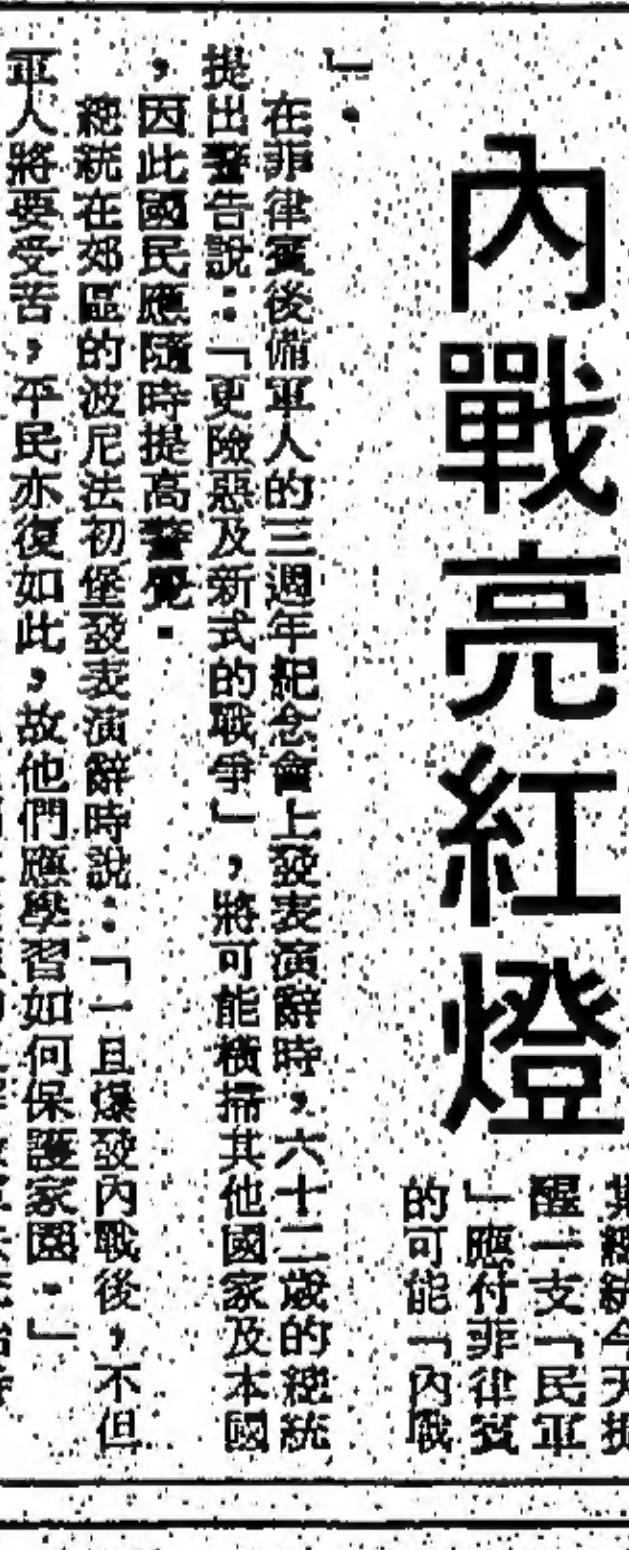 內戰亮紅燈
統今天提
醒一支「民軍
」應付菲律賓
的可能「內戰
」.
在菲律賓後備軍人的三週年紀念會上發表演辭時,六十二歲的總統
提出警告說:「更險惡及新式的戰爭」,將可能橫掃其他國家及本國
,因此國民應隨時提高警覺.
總統在郊區的波尼法初堡發表演辭時說:「一旦爆發內戰後,不但
軍人將要受苦,平民亦復如此,故他們應學習如何保護家園.」